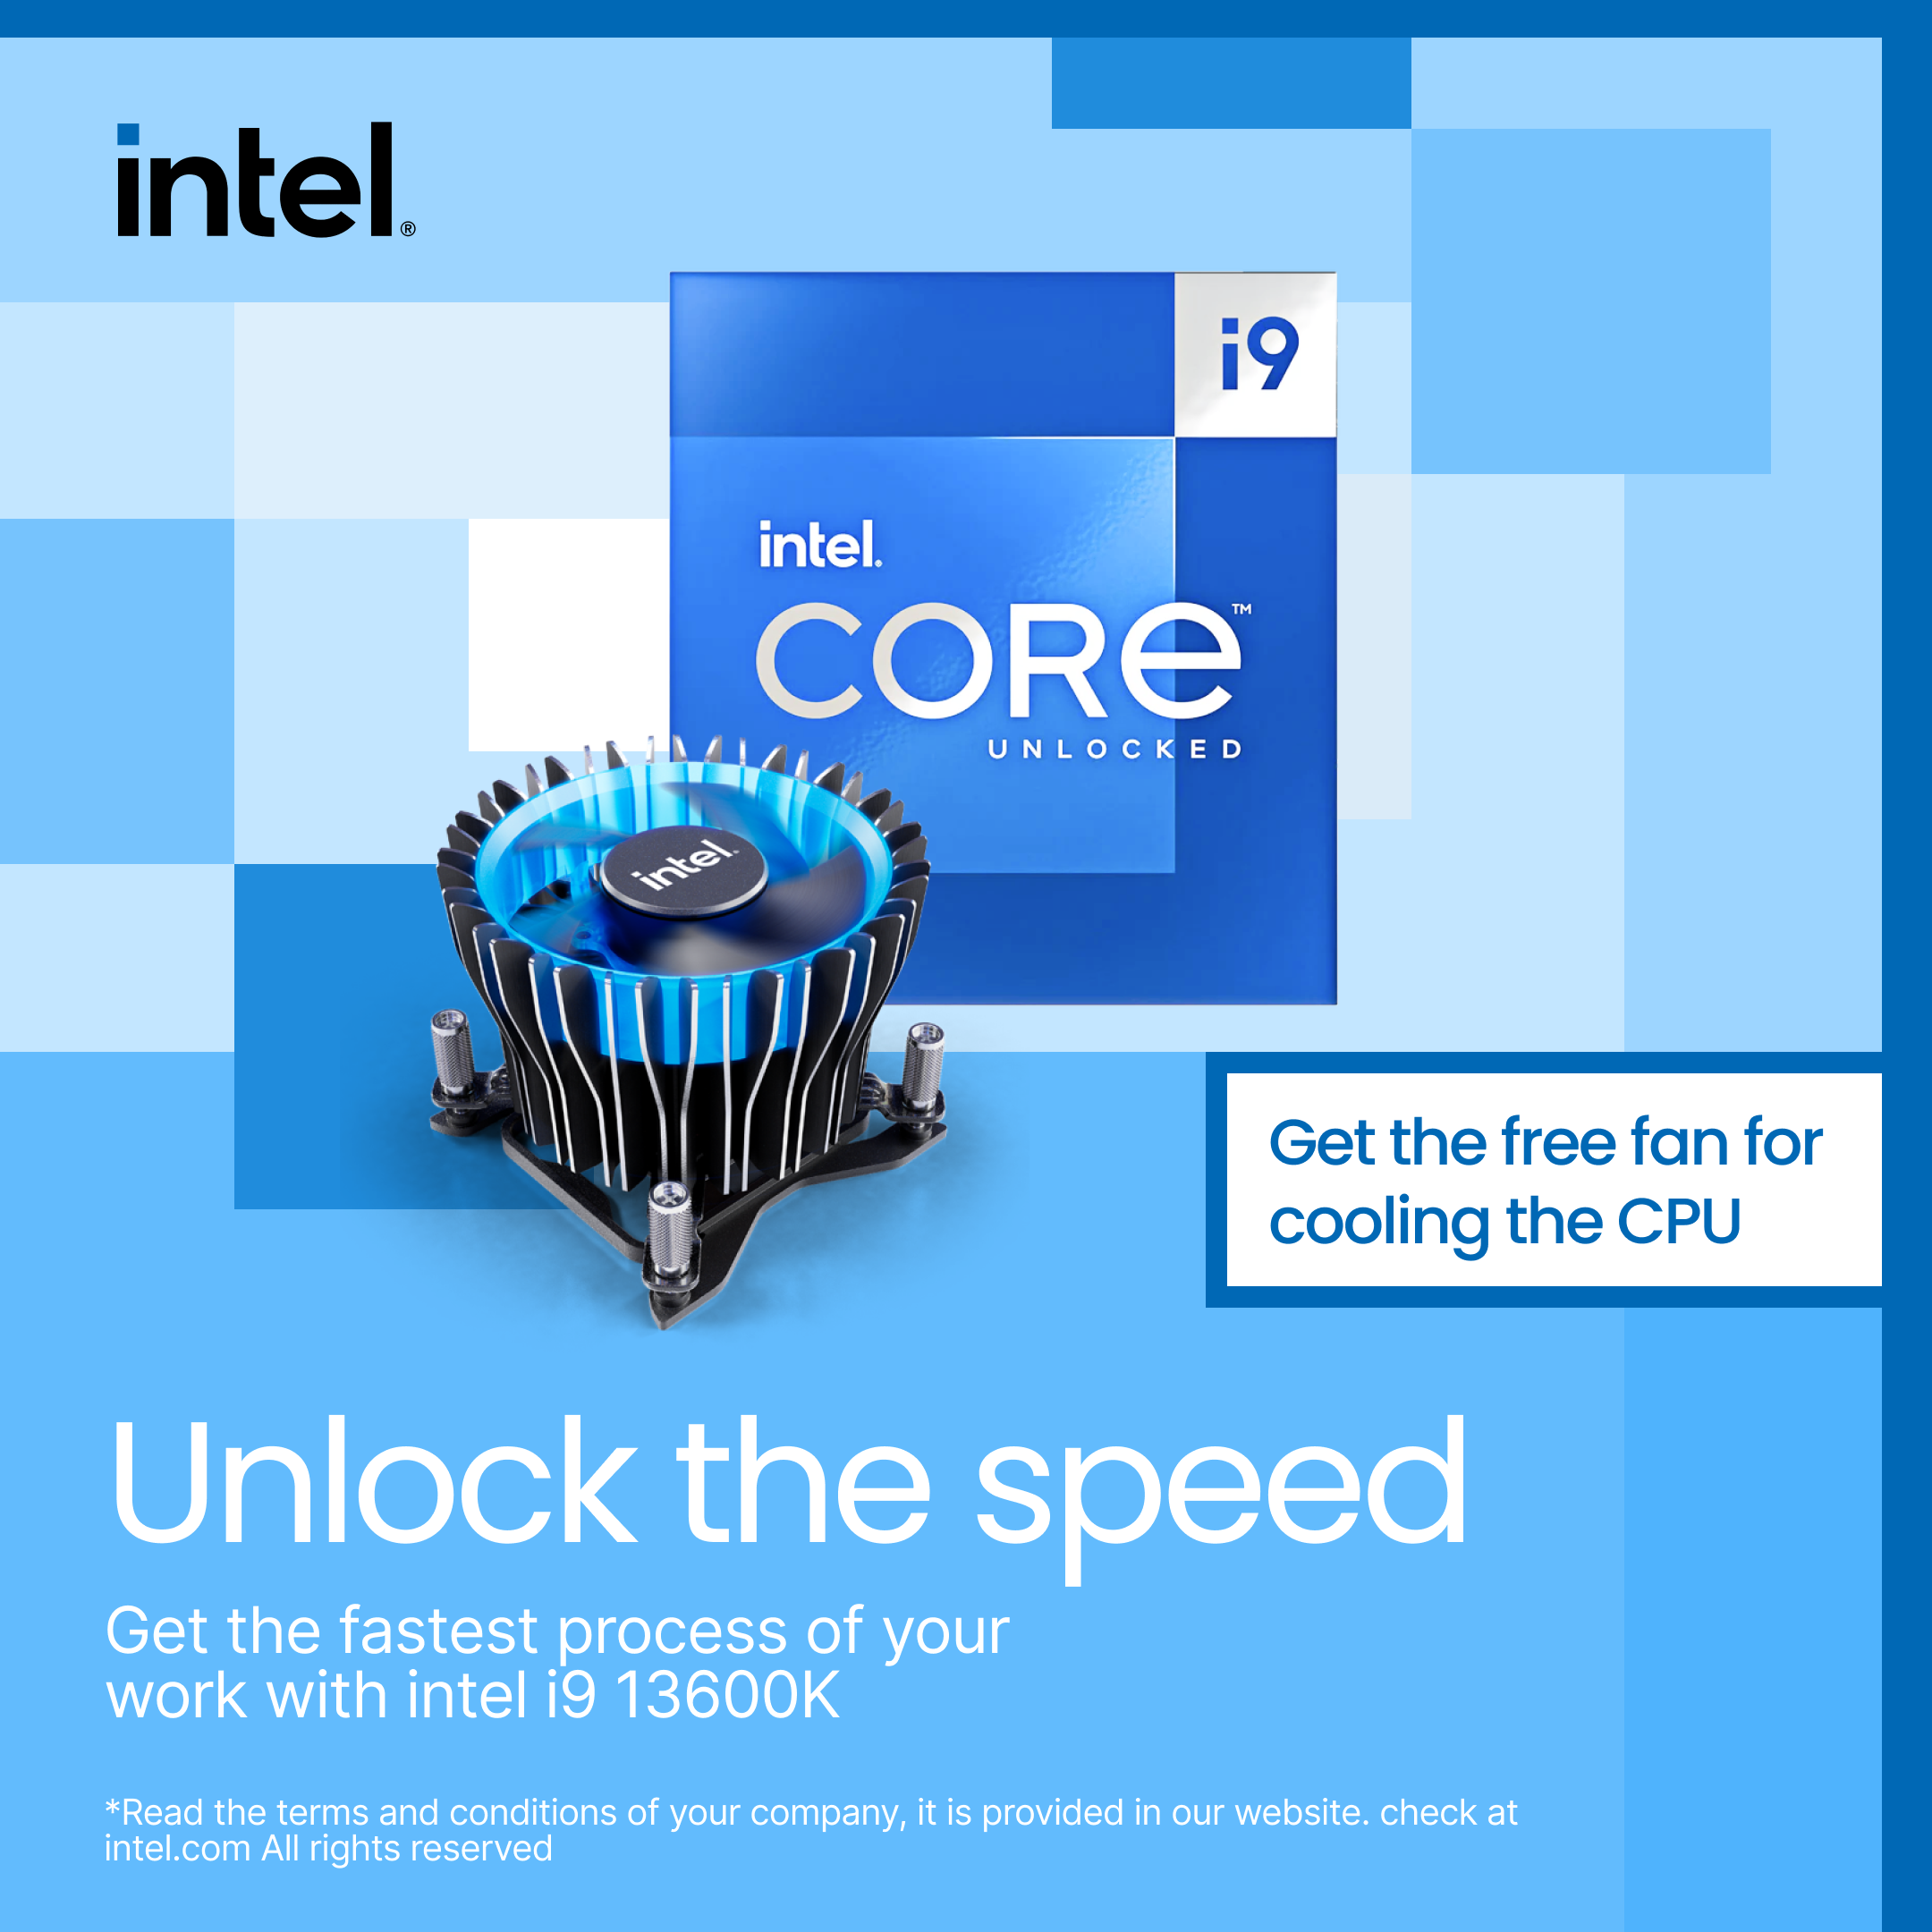 intel®
i9
intel.
CORe™
UNLOCKED
intel.
Get the free fan for
cooling the CPU
Unlock the speed
Get the fastest process of your
work with intel i9 13600K
*Read the terms and conditions of your company, it is provided in our website. check at
intel.com All rights reserved